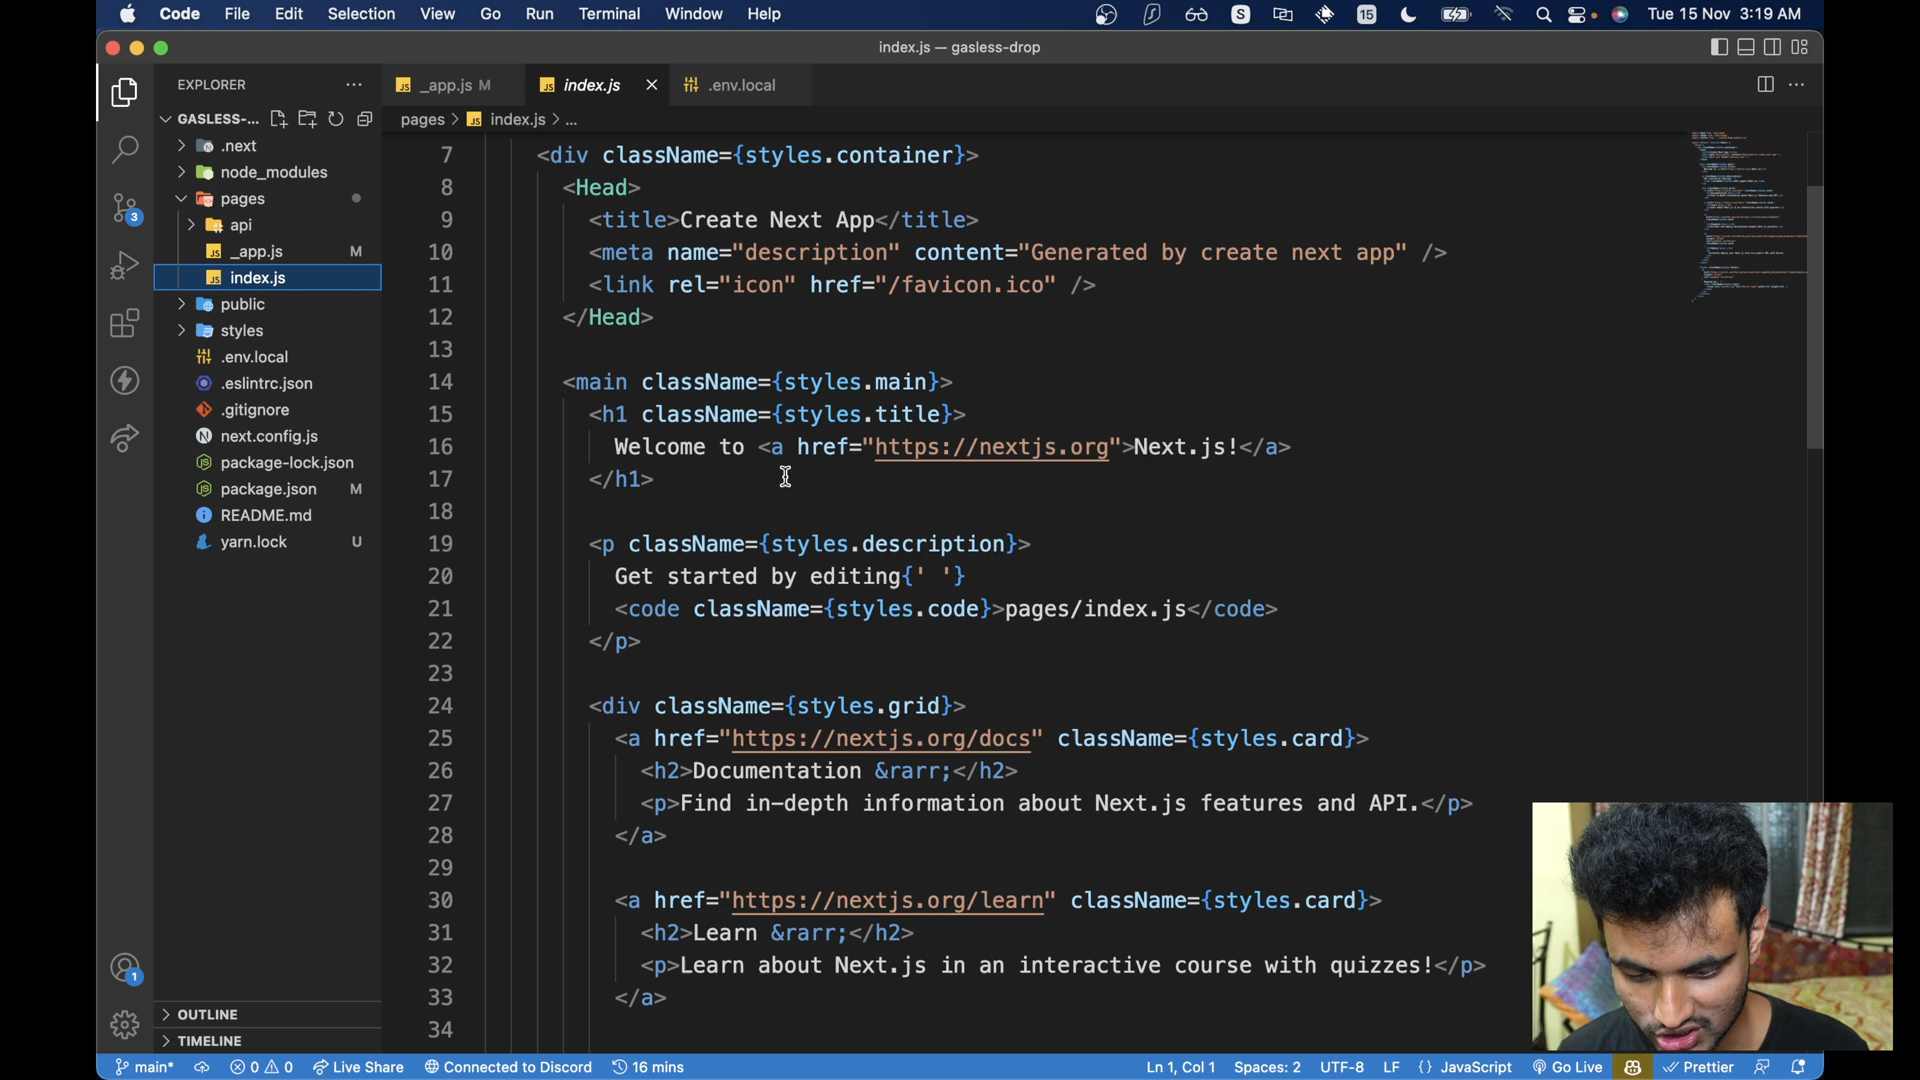 Code File Edit Selection View Go Run Terminal Window Help S 15 Tue 15 Nov 3:19 AM
index.js — gasless-drop
EXPLORER
GASLESS-...
.next
node_modules
pages
api
_app.js M
index.js
public
styles
.env.local
.eslintrc.json
.gitignore
next.config.js
package-lock.json
package.json M
README.md
yarn.lock U
OUTLINE
TIMELINE
3
1
JS _app.js M JS index.js .env.local
pages > JS index.js > ...
7 <div className={styles.container}>
8 <Head>
9 <title>Create Next App</title>
10 <meta name="description" content="Generated by create next app" />
11 <link rel="icon" href="/favicon.ico" />
12 </Head>
13
14 <main className={styles.main}>
15 <h1 className={styles.title}>
16 Welcome to <a href="https://nextjs.org">Next.js!</a>
17 </h1>
18
19 <p className={styles.description}>
20 Get started by editing{' '}
21 <code className={styles.code}>pages/index.js</code>
22 </p>
23
24 <div className={styles.grid}>
25 <a href="https://nextjs.org/docs" className={styles.card}>
26 <h2>Documentation &rarr;</h2>
27 <p>Find in-depth information about Next.js features and API.</p>
28 </a>
29
30 <a href="https://nextjs.org/learn" className={styles.card}>
31 <h2>Learn &rarr;</h2>
32 <p>Learn about Next.js in an interactive course with quizzes!</p>
33 </a>
34
main* 0 0 Live Share Connected to Discord 16 mins Ln 1, Col 1 Spaces: 2 UTF-8 LF {} JavaScript Go Live Prettier